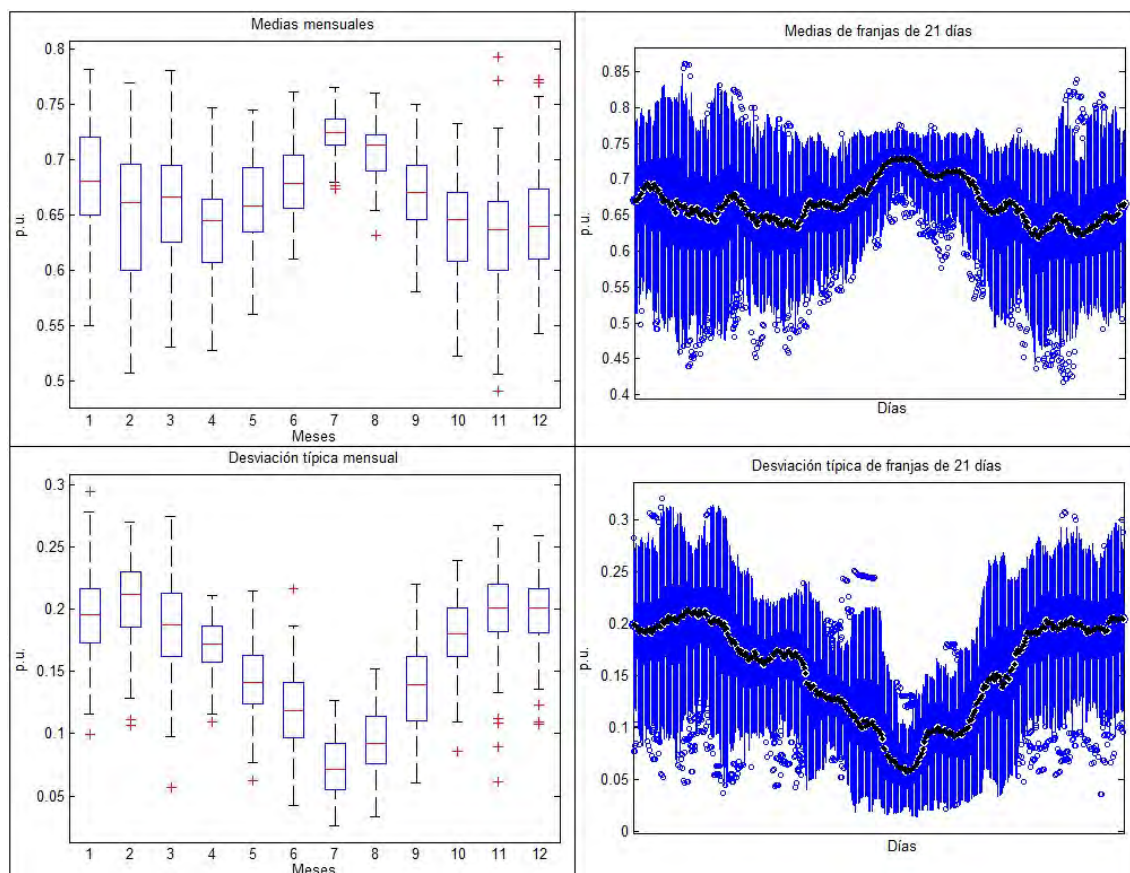 Medias mensuales
0.8
0.75
0.7
0.65
0.6
0.55
0.5
p.u.
1 2 3 4 5 6 7 8 9 10 11 12
Meses
Medias de franjas de 21 días
0.85
0.8
0.75
0.7
0.65
0.6
0.55
0.5
0.45
0.4
p.u.
Días
Desviación típica mensual
0.3
0.25
0.2
0.15
0.1
0.05
p.u.
1 2 3 4 5 6 7 8 9 10 11 12
Meses
Desviación típica de franjas de 21 días
0.3
0.25
0.2
0.15
0.1
0.05
0
p.u.
Días